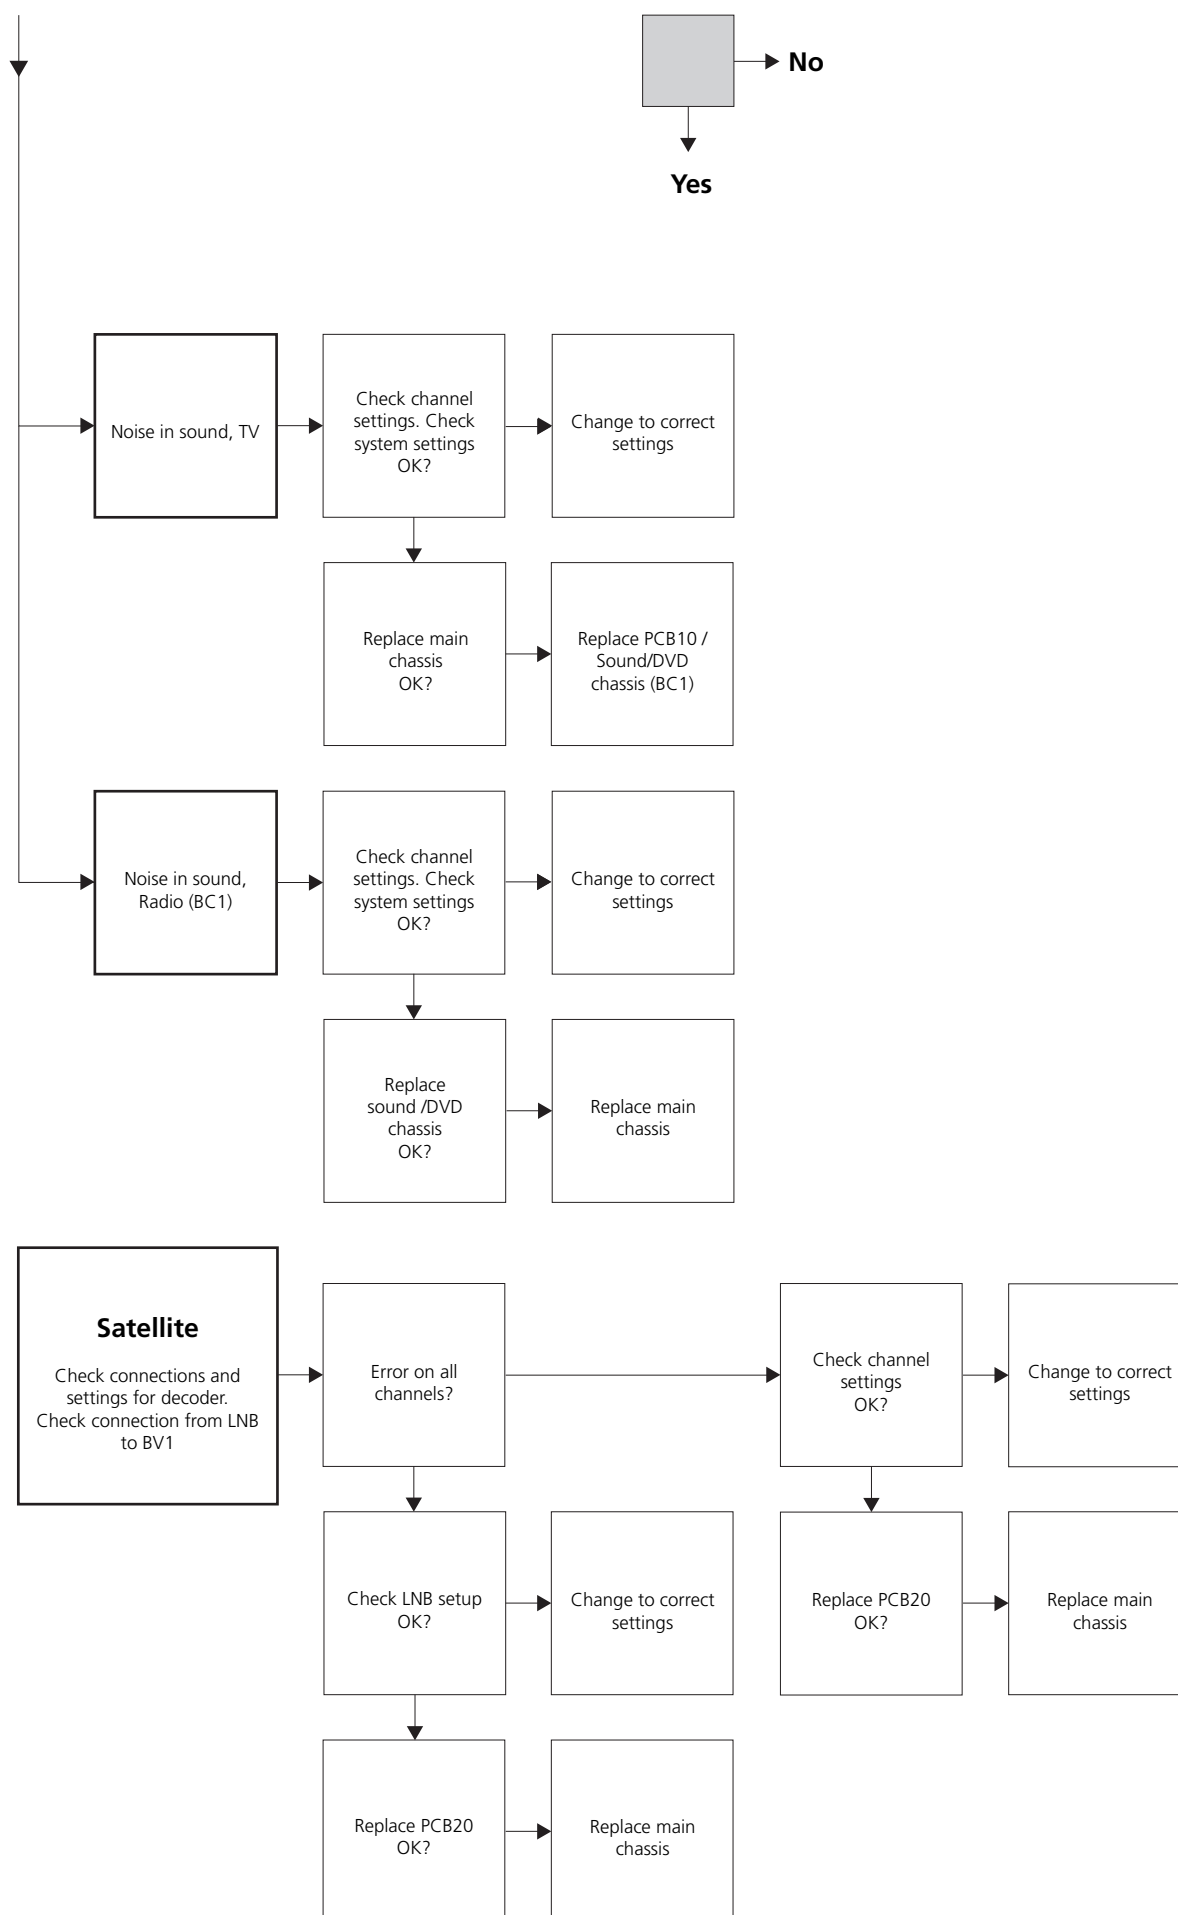 No
Yes
Noise in sound, TV
Check channel
settings. Check
system settings
OK?
Change to correct
settings
Replace main
chassis
OK?
Replace PCB10 /
Sound/DVD
chassis (BC1)
Noise in sound,
Radio (BC1)
Check channel
settings. Check
system settings
OK?
Change to correct
settings
Replace
sound /DVD
chassis
OK?
Replace main
chassis
Satellite
Check connections and
settings for decoder.
Check connection from LNB
to BV1
Error on all
channels?
Check channel
settings
OK?
Change to correct
settings
Check LNB setup
OK?
Change to correct
settings
Replace PCB20
OK?
Replace main
chassis
Replace PCB20
OK?
Replace main
chassis